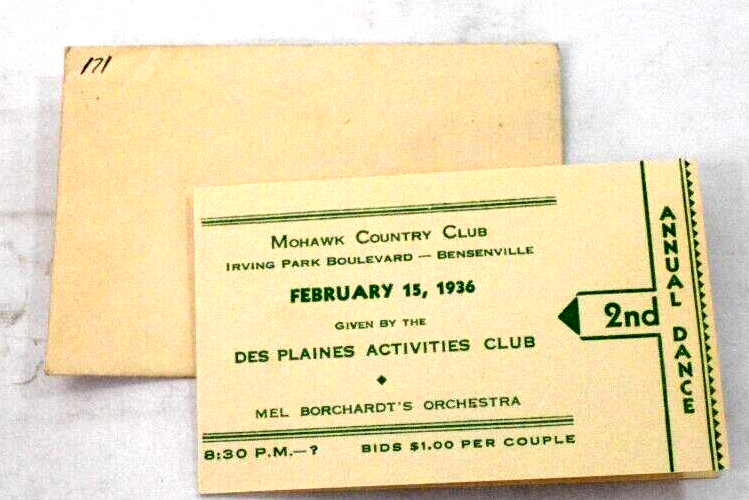 171
MOHAWK COUNTRY CLUB
IRVING PARK BOULEVARD — BENSENVILLE
FEBRUARY 15, 1936
GIVEN BY THE
DES PLAINES ACTIVITIES CLUB
MEL BORCHARDT'S ORCHESTRA
8:30 P.M.—? BIDS $1.00 PER COUPLE
2nd
ANNUAL DANCE